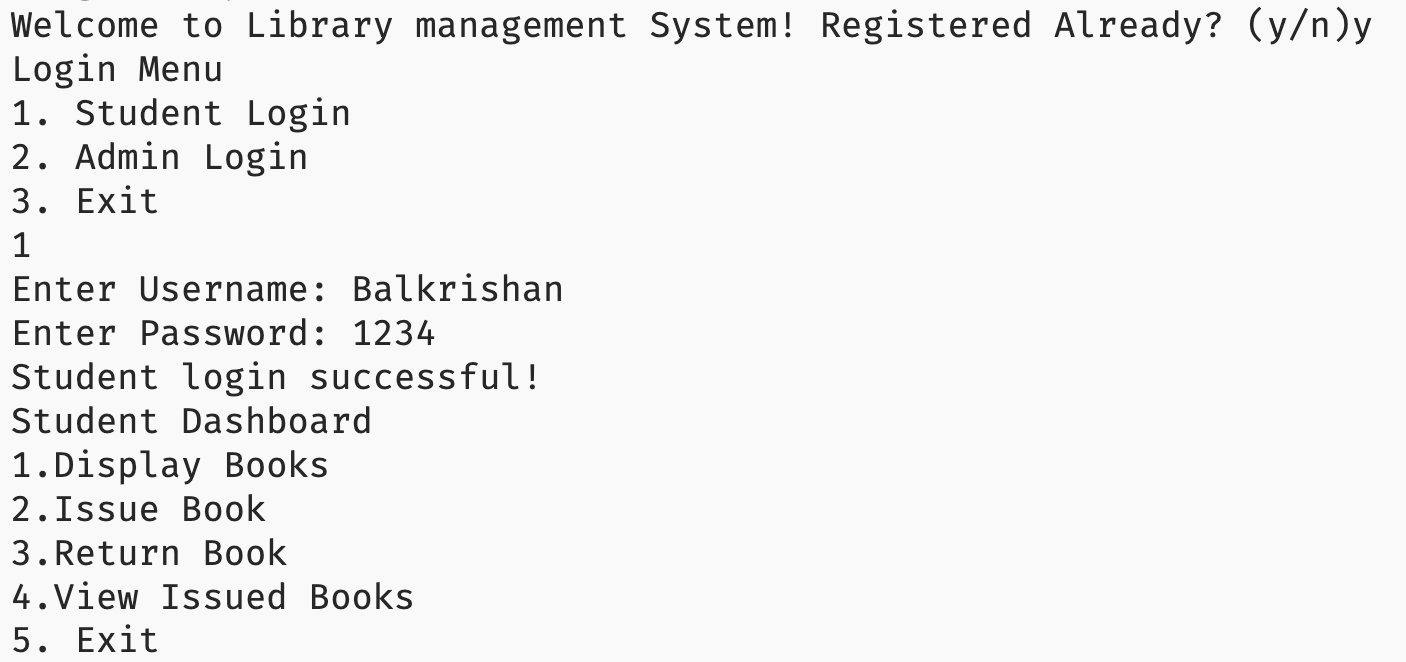 Welcome to Library management System! Registered Already? (y/n)y
Login Menu
1. Student Login
2. Admin Login
3. Exit
1
Enter Username: Balkrishan
Enter Password: 1234
Student login successful!
Student Dashboard
1.Display Books
2.Issue Book
3.Return Book
4.View Issued Books
5. Exit